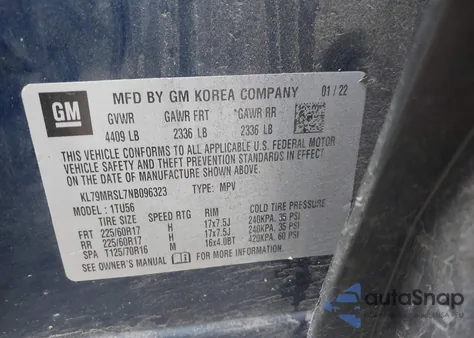 GM
MFD BY GM KOREA COMPANY 01/22
GVWR GAWR FRT *GAWR RR
4409 LB 2336 LB 2336 LB
THIS VEHICLE CONFORMS TO ALL APPLICABLE U.S. FEDERAL MOTOR
VEHICLE SAFETY AND THEFT PREVENTION STANDARDS IN EFFECT
ON THE DATE OF MANUFACTURE SHOWN ABOVE.
KL79MRSL7NB096323 TYPE: MPV
MODEL: 1TU56
TIRE SIZE SPEED RTG RIM COLD TIRE PRESSURE
FRT 225/60R17 H 17x7.5J 240KPA, 35 PSI
RR 225/60R17 H 17x7.5J 240KPA, 35 PSI
SPA T125/70R16 M 16x4.0BT 420KPA, 60 PSI
SEE OWNER'S MANUAL FOR MORE INFORMATION
autoSnap